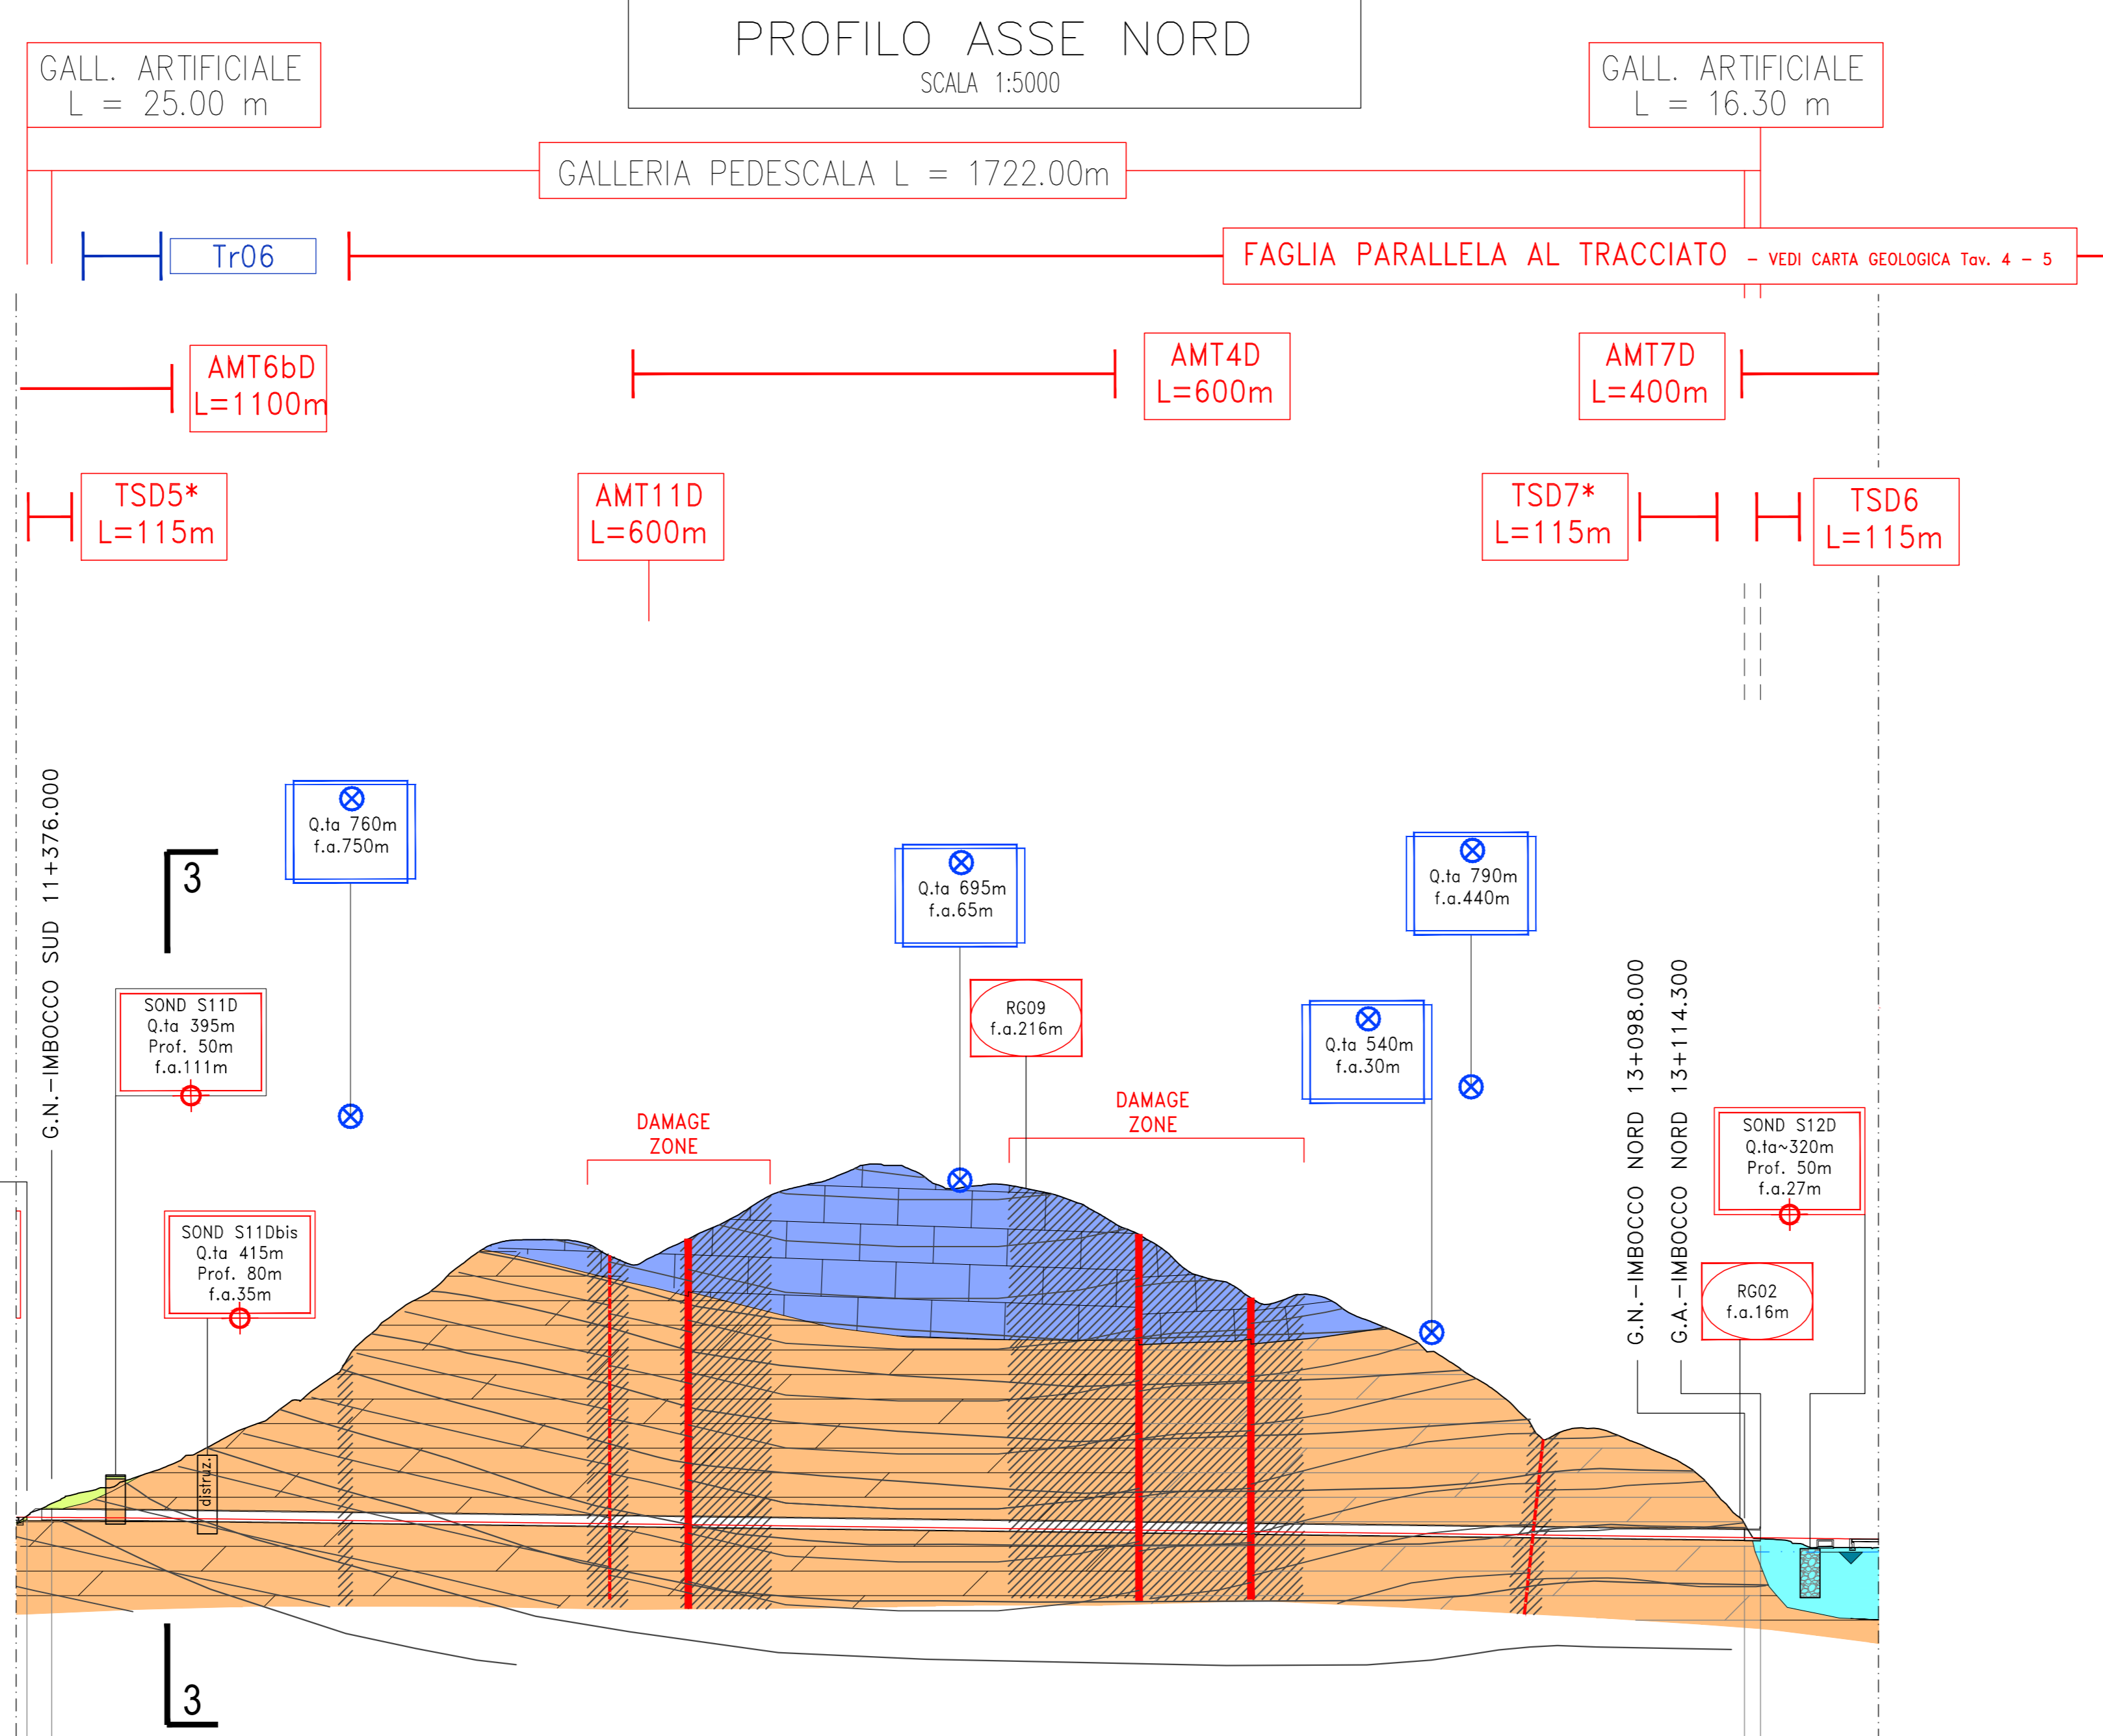 PROFILO ASSE NORD
SCALA 1:5000
GALL. ARTIFICIALE
L = 25.00 m
GALL. ARTIFICIALE
L = 16.30 m
GALLERIA PEDESCALA L = 1722.00m
Tr06
FAGLIA PARALLELA AL TRACCIATO - VEDI CARTA GEOLOGICA Tav. 4 - 5
AMT6bD
L=1100m
AMT4D
L=600m
AMT7D
L=400m
TSD5*
L=115m
AMT11D
L=600m
TSD7*
L=115m
TSD6
L=115m
G.N.-IMBOCCO SUD 11+376.000
3
Q.ta 760m
f.a.750m
Q.ta 695m
f.a.65m
Q.ta 790m
f.a.440m
SOND S11D
Q.ta 395m
Prof. 50m
f.a.111m
RG09
f.a.216m
Q.ta 540m
f.a.30m
G.N.-IMBOCCO NORD 13+098.000
G.A.-IMBOCCO NORD 13+114.300
DAMAGE
ZONE
DAMAGE
ZONE
SOND S12D
Q.ta~320m
Prof. 50m
f.a.27m
SOND S11Dbis
Q.ta 415m
Prof. 80m
f.a.35m
RG02
f.a.16m
distruz.
3